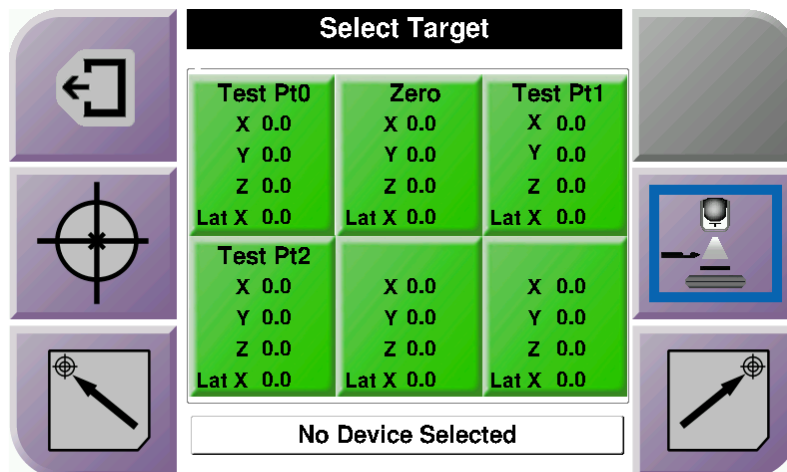 Select Target
Test Pt0 Zero Test Pt1
X 0.0 X 0.0 X 0.0
Y 0.0 Y 0.0 Y 0.0
Z 0.0 Z 0.0 Z 0.0
Lat X 0.0 Lat X 0.0 Lat X 0.0
Test Pt2
X 0.0 X 0.0 X 0.0
Y 0.0 Y 0.0 Y 0.0
Z 0.0 Z 0.0 Z 0.0
Lat X 0.0 Lat X 0.0 Lat X 0.0
No Device Selected